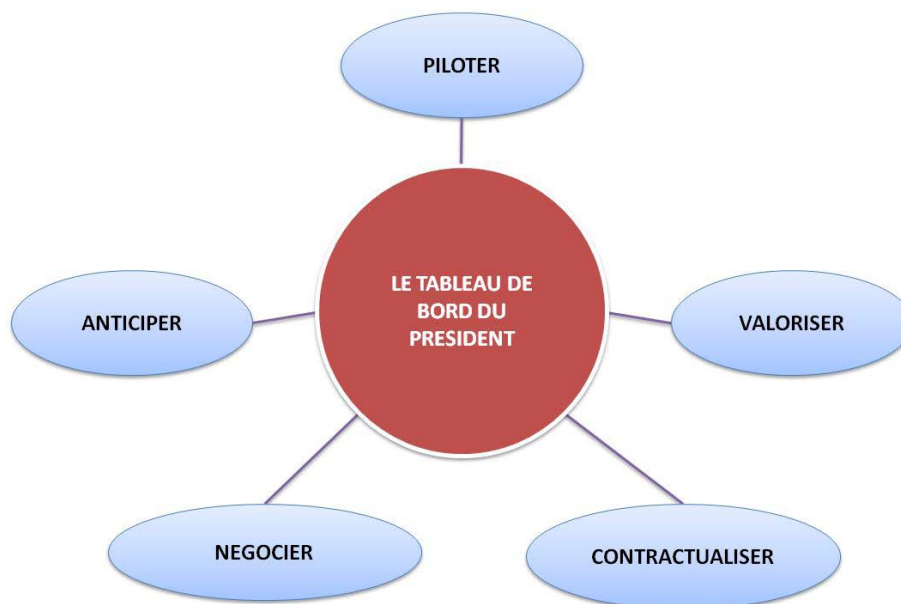 PILOTER
ANTICIPER
LE TABLEAU DE
BORD DU
PRESIDENT
VALORISER
NEGOCIER
CONTRACTUALISER